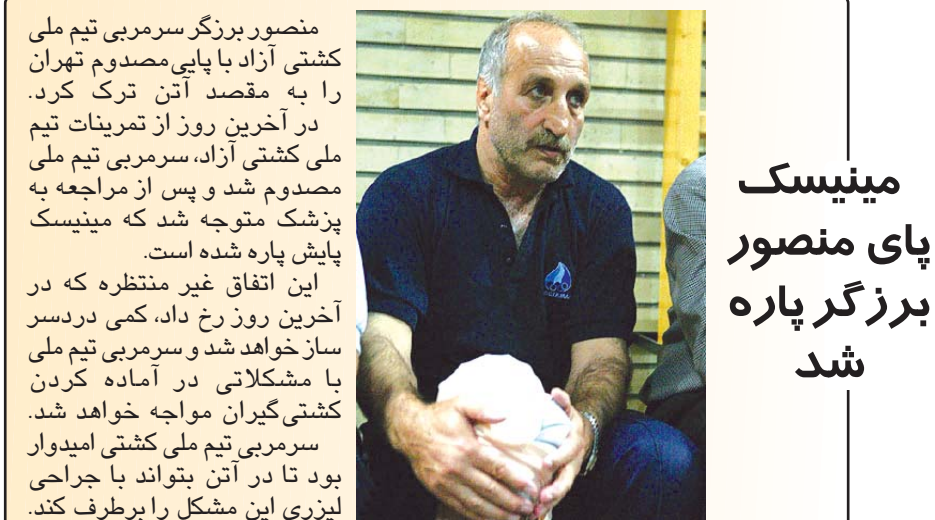 مینیسک
پای منصور
برزگر پاره
شد
منصور برزگر سرمربی تیم ملی
کشتی آزاد با پایی مصدوم تهران
را به مقصد آتن ترک کرد.
در آخرین روز از تمرینات تیم
ملی کشتی آزاد، سرمربی تیم ملی
مصدوم شد و پس از مراجعه به
پزشک متوجه شد که مینیسک
پایش پاره شده است.
این اتفاق غیر منتظره که در
آخرین روز رخ داد، کمی دردسر
ساز خواهد شد و سرمربی تیم ملی
با مشکلاتی در آماده کردن
کشتی‌گیران مواجه خواهد شد.
سرمربی تیم ملی کشتی امیدوار
بود تا در آتن بتواند با جراحی
لیزری این مشکل را برطرف کند.